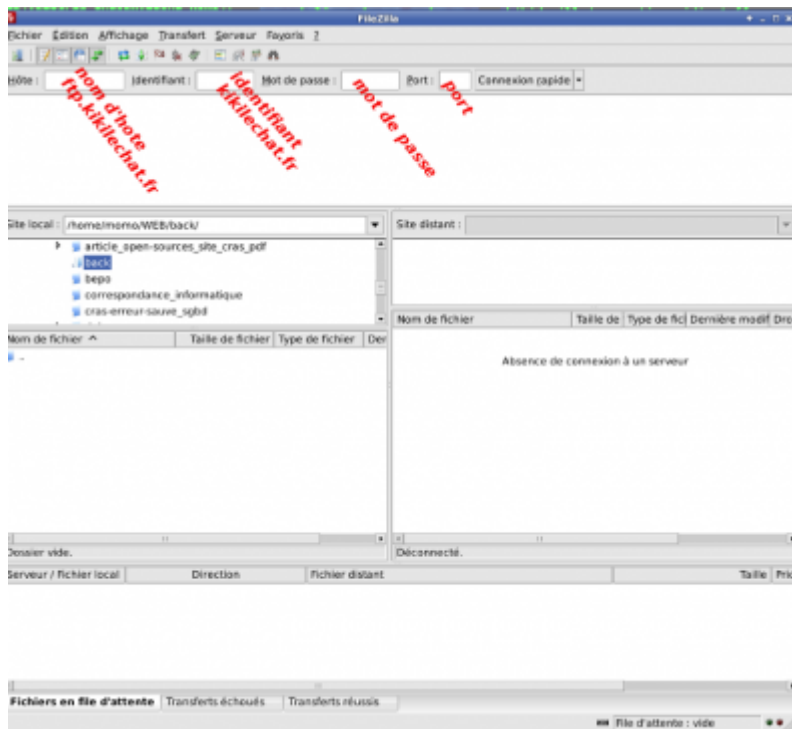 FileZilla
Fichier Édition Affichage Transfert Serveur Favoris ?
Hôte : Identifiant : Mot de passe : Port : Connexion rapide
nom d'hote
ftp.kikilechat.fr
identifiant
kikilechat.fr
mot de passe
port
Site local : /home/momo/WEB/back/
Site distant :
article_open-sources_site_cras_pdf
back
bepo
correspondance_informatique
cras-erreur-sauve_sgbd
Nom de fichier Taille de fichier Type de fichier Der
..
Nom de fichier Taille de Type de fic Dernière modif Dro
Absence de connexion à un serveur
Dossier vide.
Déconnecté.
Serveur / Fichier local Direction Fichier distant Taille Prio
Fichiers en file d'attente Transferts échoués Transferts réussis
File d'attente : vide